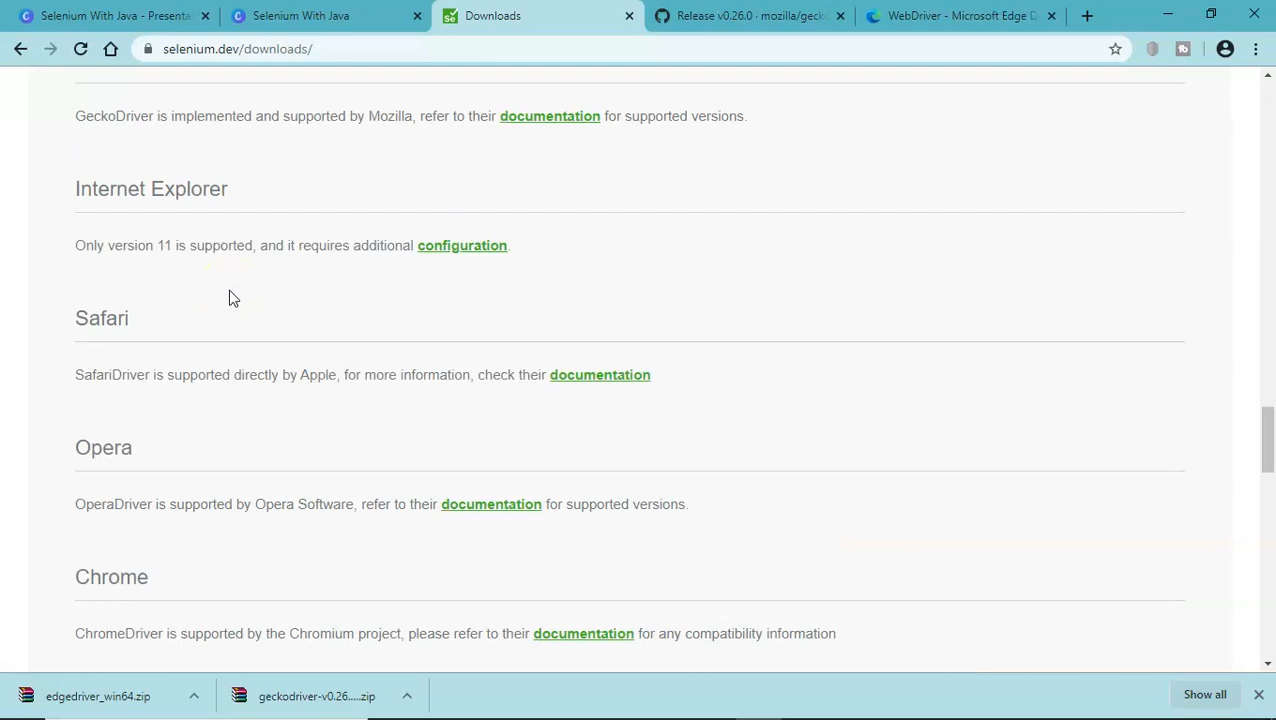 Selenium With Java - Presenta
Selenium With Java
Downloads
Release v0.26.0 · mozilla/geck
WebDriver - Microsoft Edge D
selenium.dev/downloads/
GeckoDriver is implemented and supported by Mozilla, refer to their documentation for supported versions.
Internet Explorer
Only version 11 is supported, and it requires additional configuration.
Safari
SafariDriver is supported directly by Apple, for more information, check their documentation
Opera
OperaDriver is supported by Opera Software, refer to their documentation for supported versions.
Chrome
ChromeDriver is supported by the Chromium project, please refer to their documentation for any compatibility information
edgedriver_win64.zip
geckodriver-v0.26.....zip
Show all